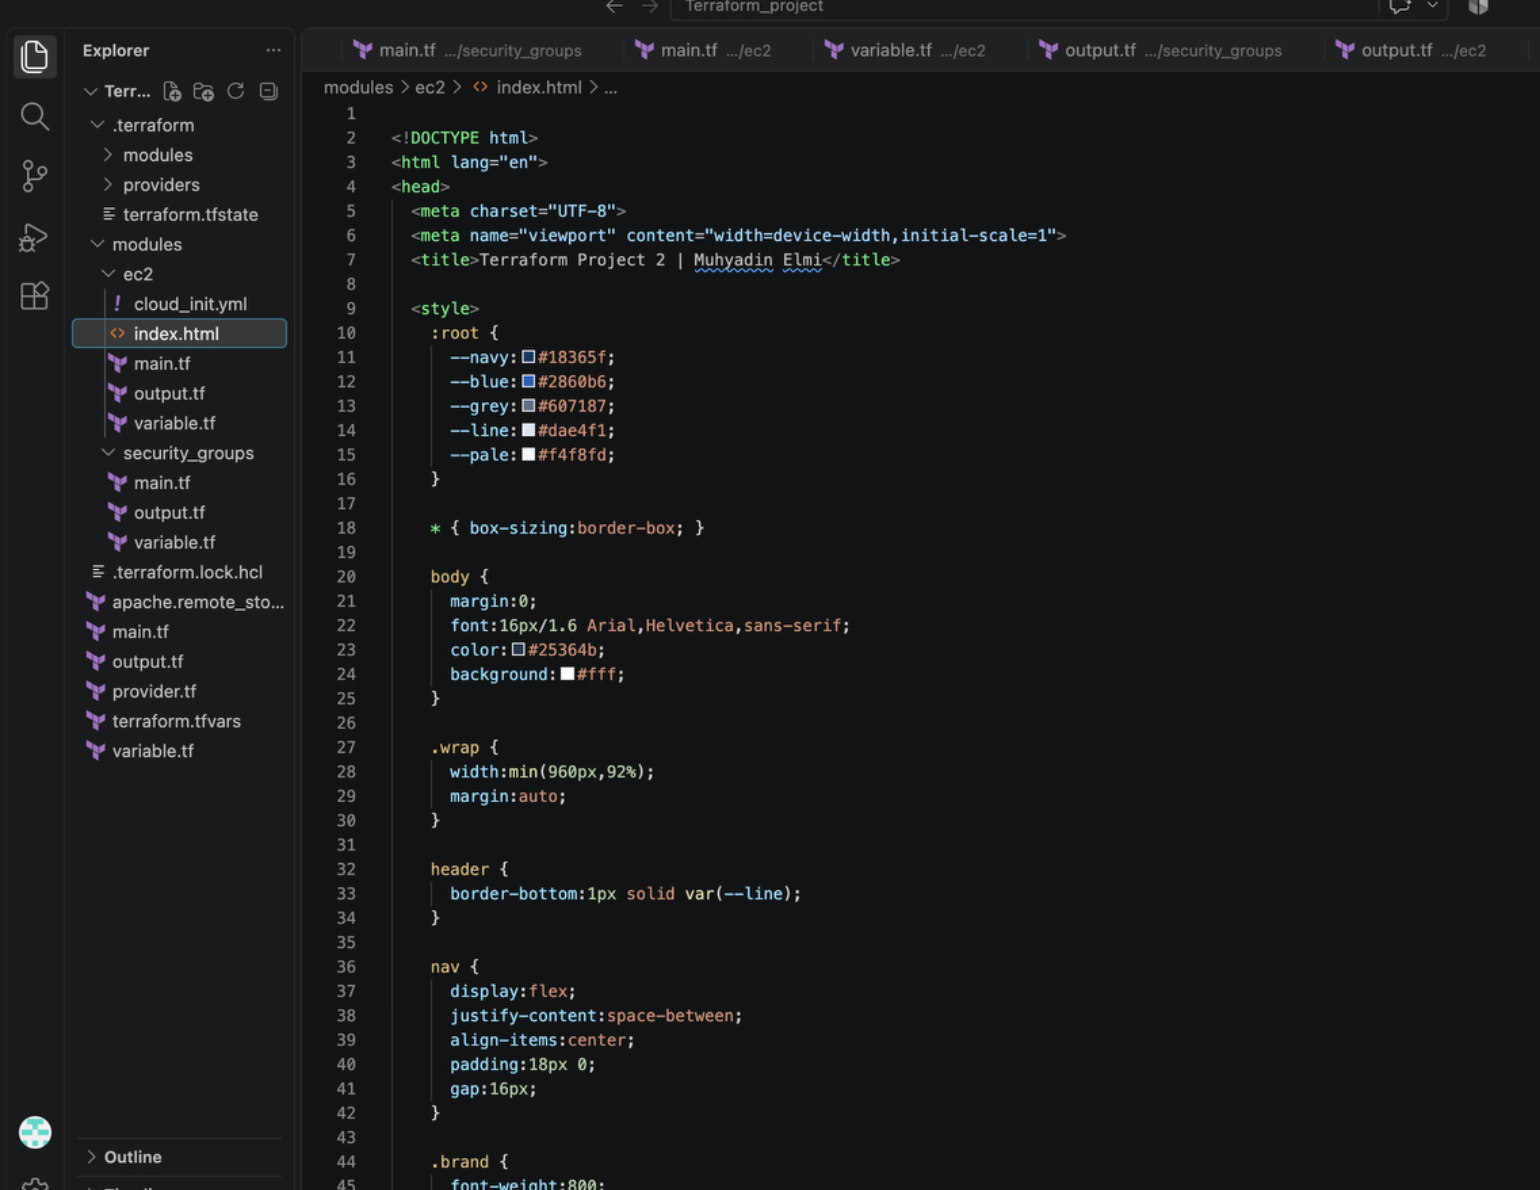 Terraform_project
Explorer
main.tf .../security_groups
main.tf .../ec2
variable.tf .../ec2
output.tf .../security_groups
output.tf .../ec2
Terr...
modules > ec2 > <> index.html > ...
.terraform
modules
providers
terraform.tfstate
modules
ec2
! cloud_init.yml
<> index.html
main.tf
output.tf
variable.tf
security_groups
main.tf
output.tf
variable.tf
.terraform.lock.hcl
apache.remote_sto...
main.tf
output.tf
provider.tf
terraform.tfvars
variable.tf
Outline
1
2 <!DOCTYPE html>
3 <html lang="en">
4 <head>
5 <meta charset="UTF-8">
6 <meta name="viewport" content="width=device-width,initial-scale=1">
7 <title>Terraform Project 2 | Muhyadin Elmi</title>
8
9 <style>
10 :root {
11 --navy:#18365f;
12 --blue:#2860b6;
13 --grey:#607187;
14 --line:#dae4f1;
15 --pale:#f4f8fd;
16 }
17
18 * { box-sizing:border-box; }
19
20 body {
21 margin:0;
22 font:16px/1.6 Arial,Helvetica,sans-serif;
23 color:#25364b;
24 background:#fff;
25 }
26
27 .wrap {
28 width:min(960px,92%);
29 margin:auto;
30 }
31
32 header {
33 border-bottom:1px solid var(--line);
34 }
35
36 nav {
37 display:flex;
38 justify-content:space-between;
39 align-items:center;
40 padding:18px 0;
41 gap:16px;
42 }
43
44 .brand {
45 font-weight:800;